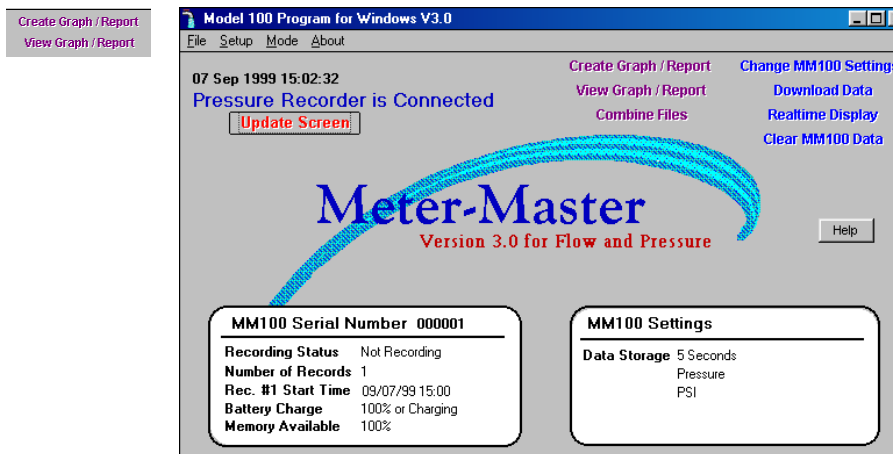 Create Graph / Report
View Graph / Report
Model 100 Program for Windows V3.0
File Setup Mode About
07 Sep 1999 15:02:32
Pressure Recorder is Connected
Update Screen
Create Graph / Report
View Graph / Report
Combine Files
Change MM100 Settings
Download Data
Realtime Display
Clear MM100 Data
Meter-Master
Version 3.0 for Flow and Pressure
Help
MM100 Serial Number 000001
Recording Status Not Recording
Number of Records 1
Rec. #1 Start Time 09/07/99 15:00
Battery Charge 100% or Charging
Memory Available 100%
MM100 Settings
Data Storage 5 Seconds
Pressure
PSI